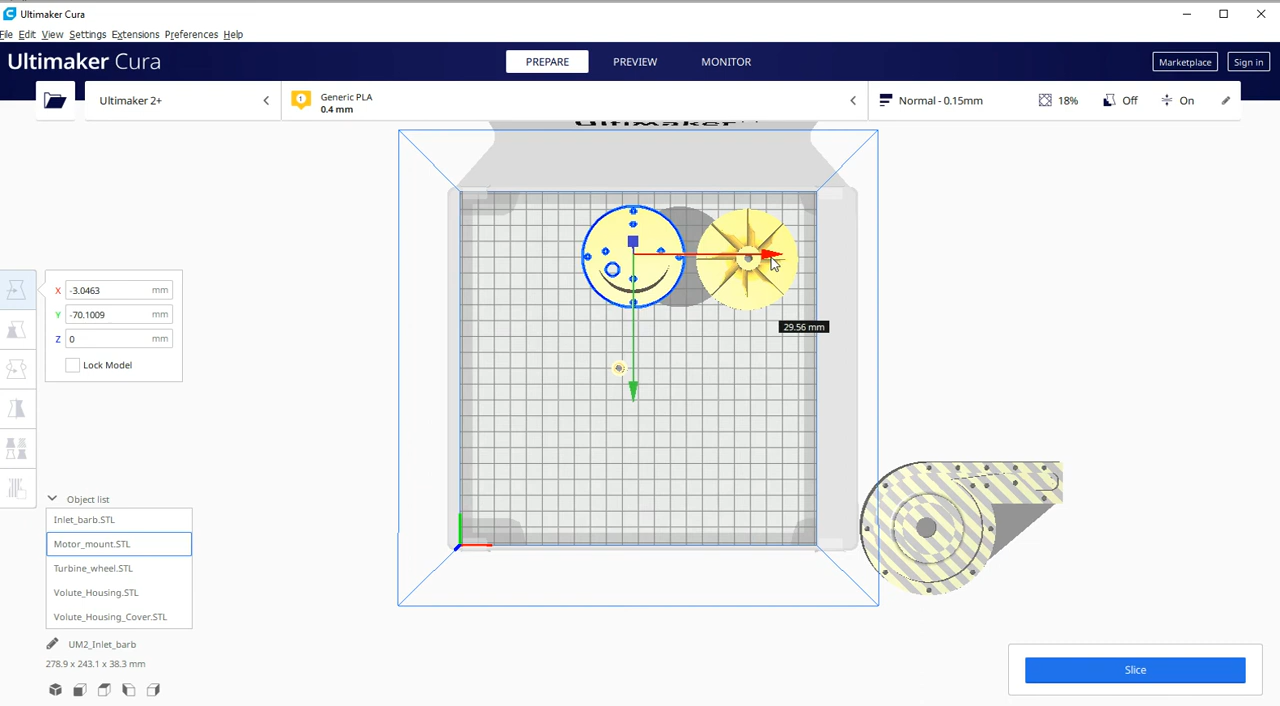 Ultimaker Cura
File Edit View Settings Extensions Preferences Help
Ultimaker Cura
PREPARE
PREVIEW
MONITOR
Marketplace
Sign in
Ultimaker 2+
1
Generic PLA
0.4 mm
Normal - 0.15mm
18%
Off
On
Ultimaker
X -3.0463 mm
Y -70.1009 mm
Z 0 mm
Lock Model
29.56 mm
Object list
Inlet_barb.STL
Motor_mount.STL
Turbine_wheel.STL
Volute_Housing.STL
Volute_Housing_Cover.STL
UM2_Inlet_barb
278.9 x 243.1 x 38.3 mm
Slice